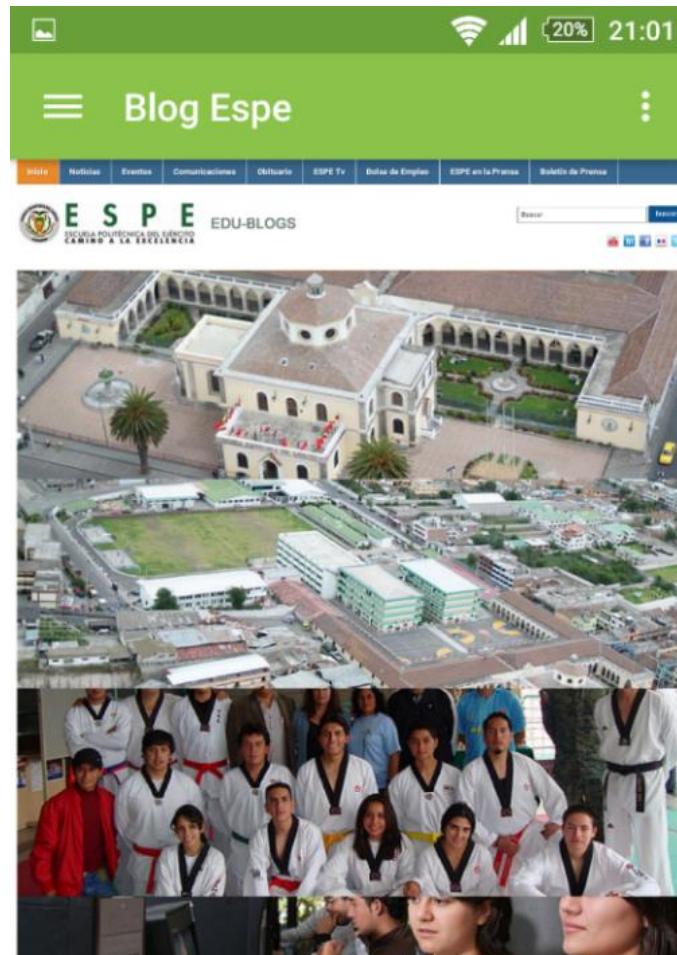 20% 21:01
Blog Espe
Inicio Noticias Eventos Comunicaciones Obituario ESPE Tv Bolsa de Empleo ESPE en la Prensa Boletín de Prensa
ESPE EDU-BLOGS
ESCUELA POLITÉCNICA DEL EJÉRCITO
CAMINO A LA EXCELENCIA
Buscar buscar